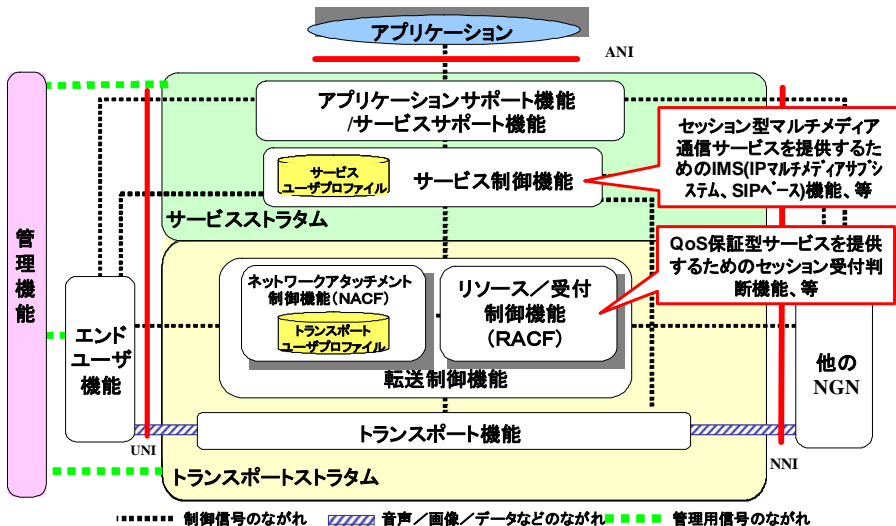 アプリケーション
ANI
アプリケーションサポート機能
/サービスサポート機能
セッション型マルチメディア
通信サービスを提供するた
めのIMS(IPマルチメディアサブシ
ステム、SIPベース)機能、等
サービス
ユーザプロファイル
サービス制御機能
サービスストラタム
管理機能
QoS保証型サービスを提供
するためのセッション受付判
断機能、等
ネットワークアタッチメント
制御機能(NACF)
トランスポート
ユーザプロファイル
リソース／受付
制御機能
(RACF)
転送制御機能
エンド
ユーザ
機能
他の
NGN
トランスポート機能
UNI
NNI
トランスポートストラタム
制御信号のながれ
音声／画像／データなどのながれ
管理用信号のながれ